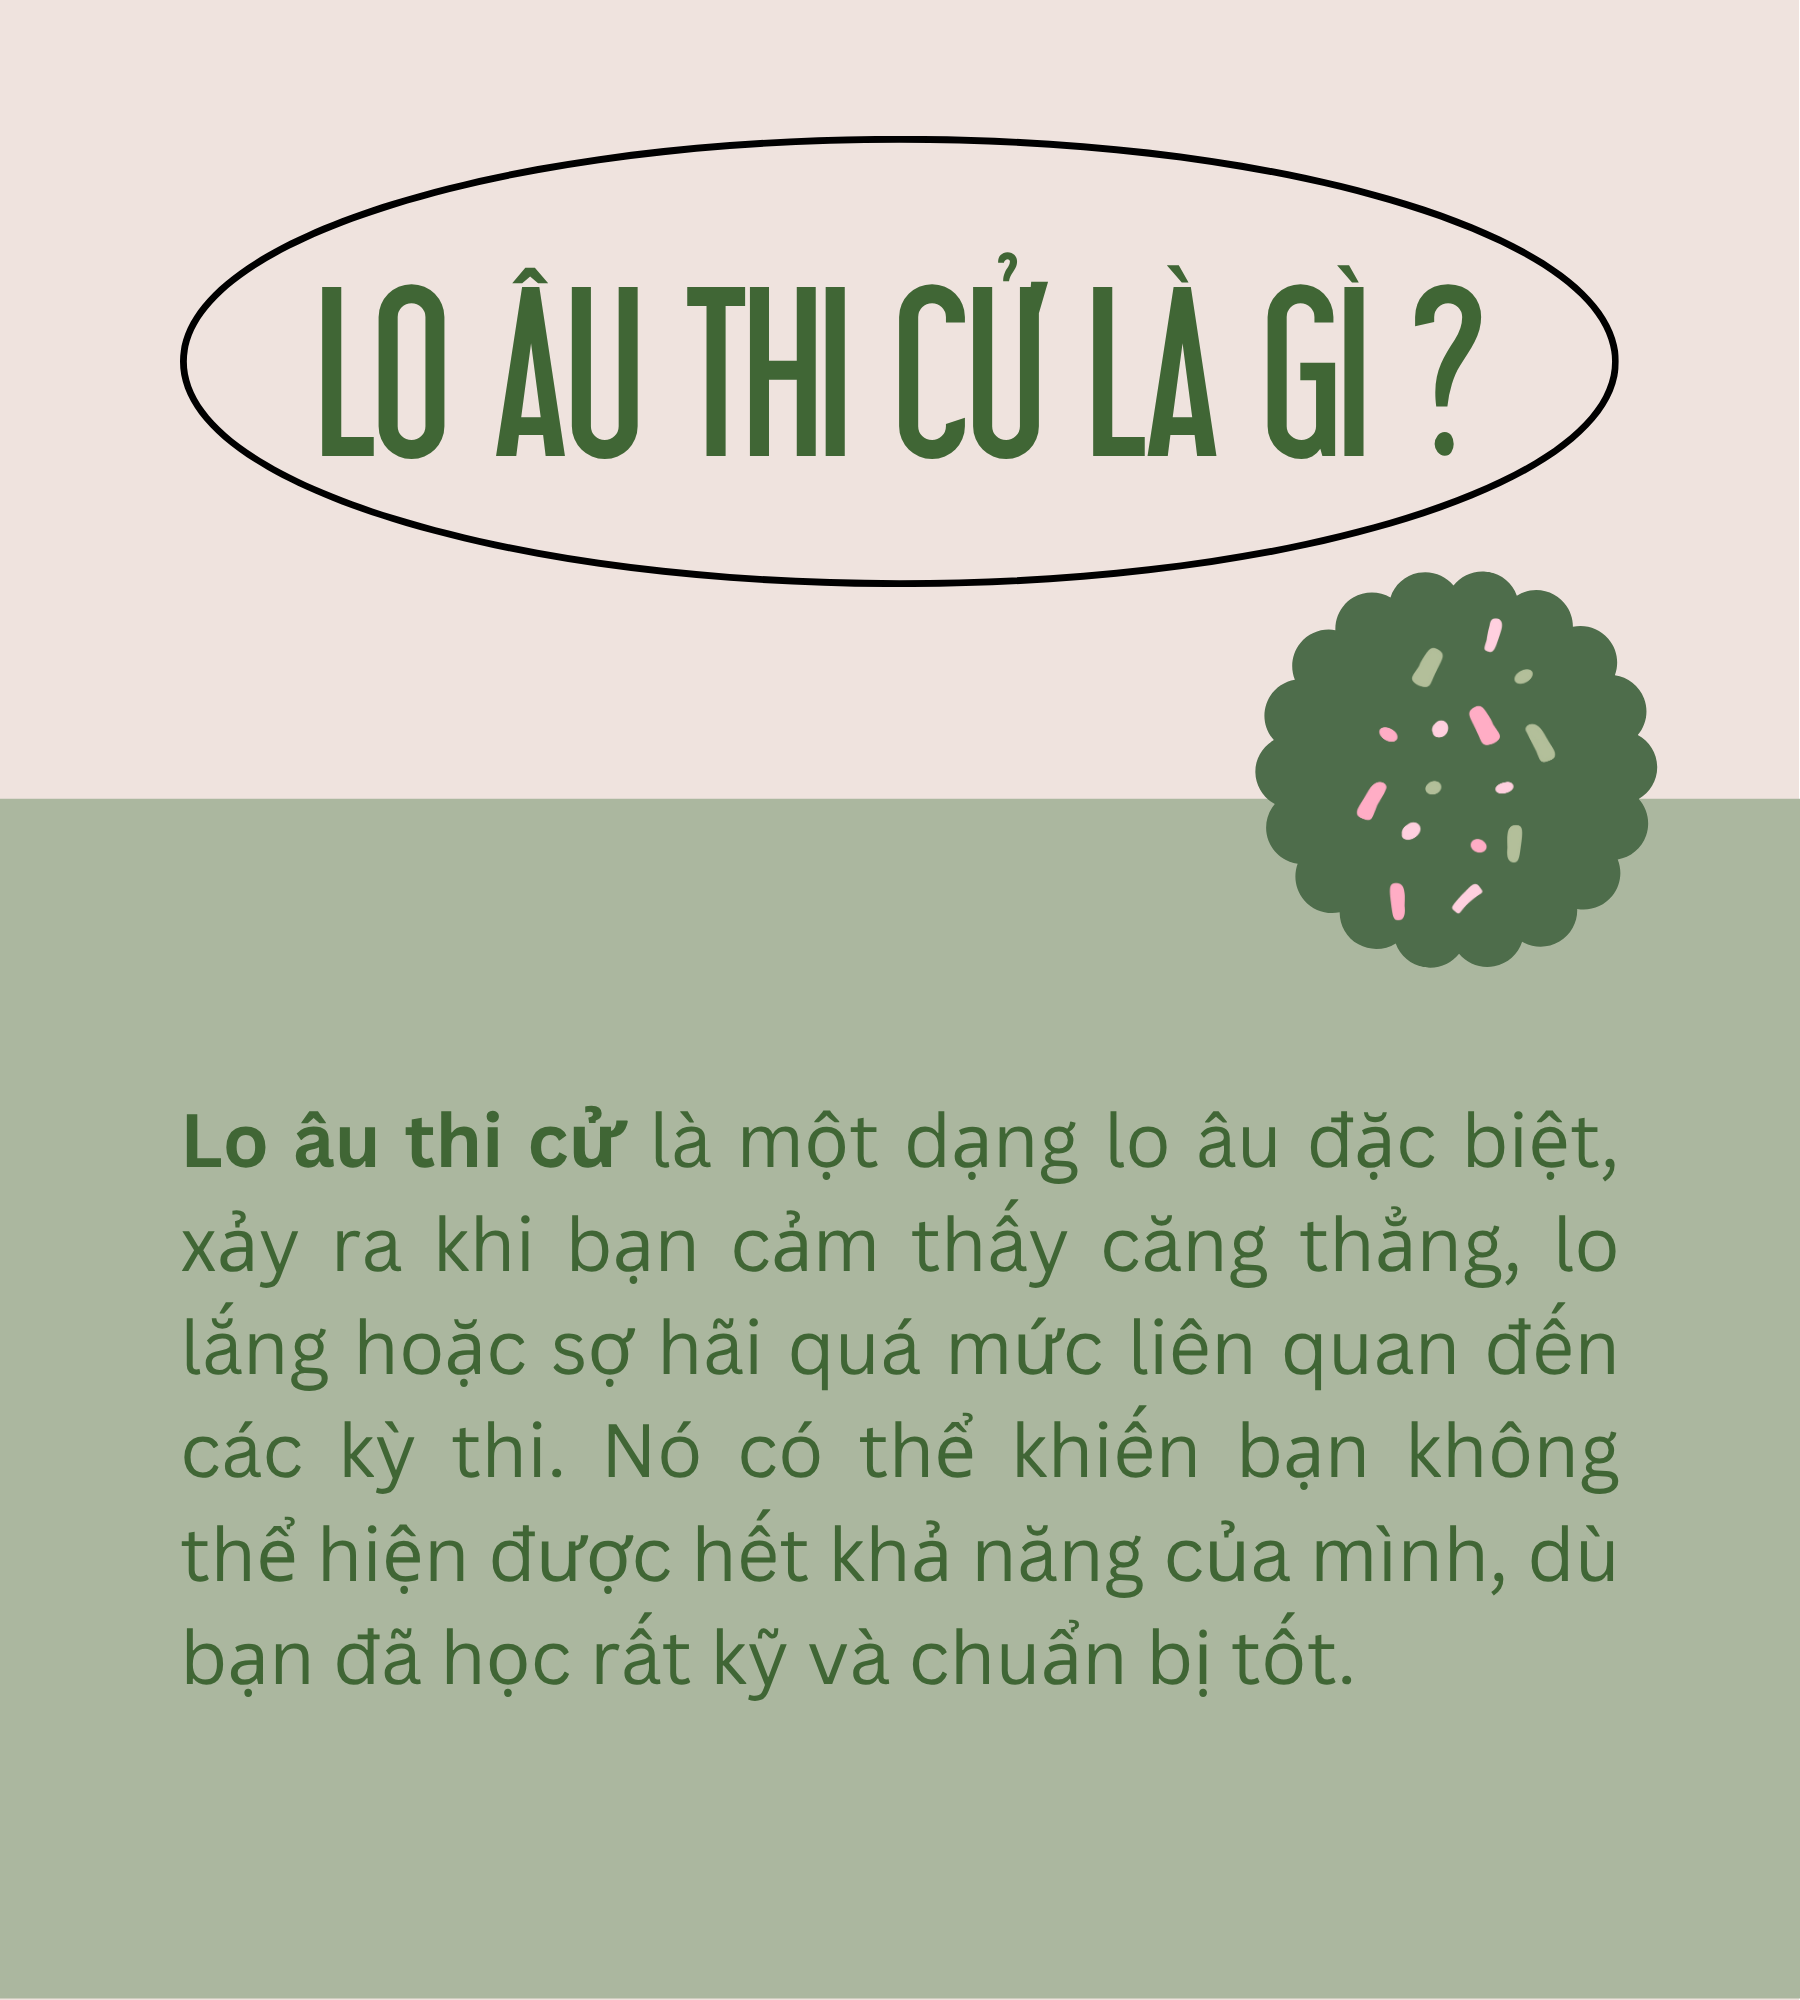 LO ÂU THI CỬ LÀ GÌ ?
Lo âu thi cử là một dạng lo âu đặc biệt,
xảy ra khi bạn cảm thấy căng thẳng, lo
lắng hoặc sợ hãi quá mức liên quan đến
các kỳ thi. Nó có thể khiến bạn không
thể hiện được hết khả năng của mình, dù
bạn đã học rất kỹ và chuẩn bị tốt.